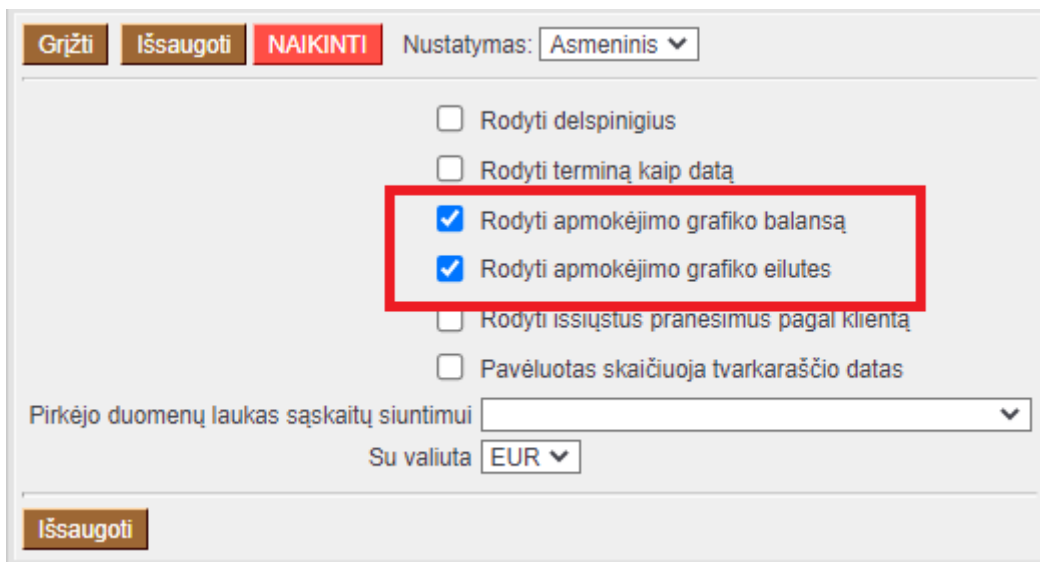 Grįžti Išsaugoti NAIKINTI Nustatymas: Asmeninis
Rodyti delspinigius
Rodyti terminą kaip datą
Rodyti apmokėjimo grafiko balansą
Rodyti apmokėjimo grafiko eilutes
Rodyti išsiųstus pranešimus pagal klientą
Pavėluotas skaičiuoja tvarkaraščio datas
Pirkėjo duomenų laukas sąskaitų siuntimui
Su valiuta EUR
Išsaugoti